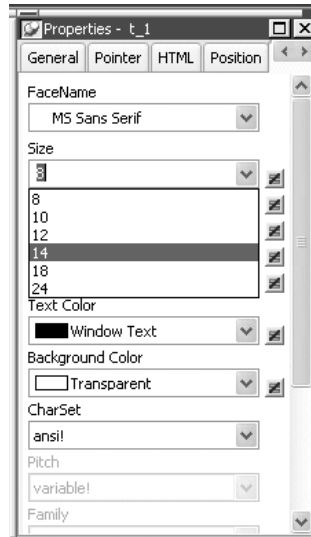 Properties - t_1
General Pointer HTML Position
FaceName
MS Sans Serif
Size
8
8
10
12
14
18
24
Text Color
Window Text
Background Color
Transparent
CharSet
ansi!
Pitch
variable!
Family